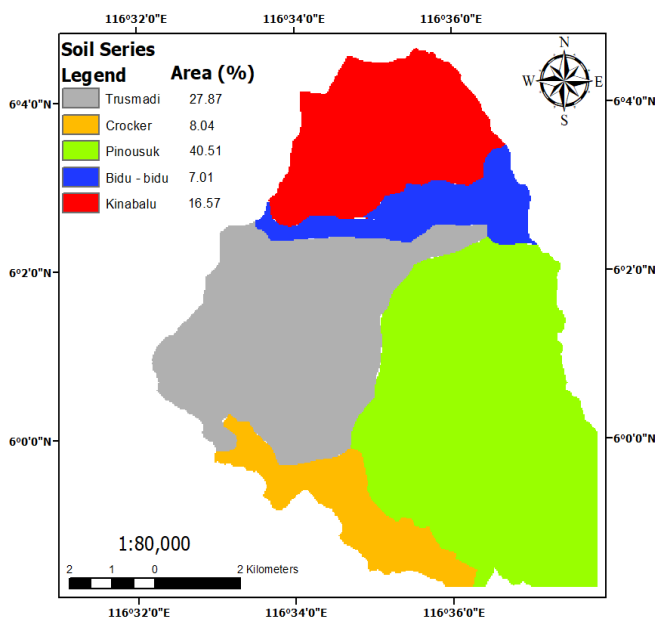 116°32'0"E 116°34'0"E 116°36'0"E
Soil Series
Legend Area (%)
Trusmadi 27.87
Crocker 8.04
Pinousuk 40.51
Bidu - bidu 7.01
Kinabalu 16.57
N
W E
S
6°4'0"N 6°4'0"N
6°2'0"N 6°2'0"N
6°0'0"N 6°0'0"N
1:80,000
2 1 0 2 Kilometers
116°32'0"E 116°34'0"E 116°36'0"E